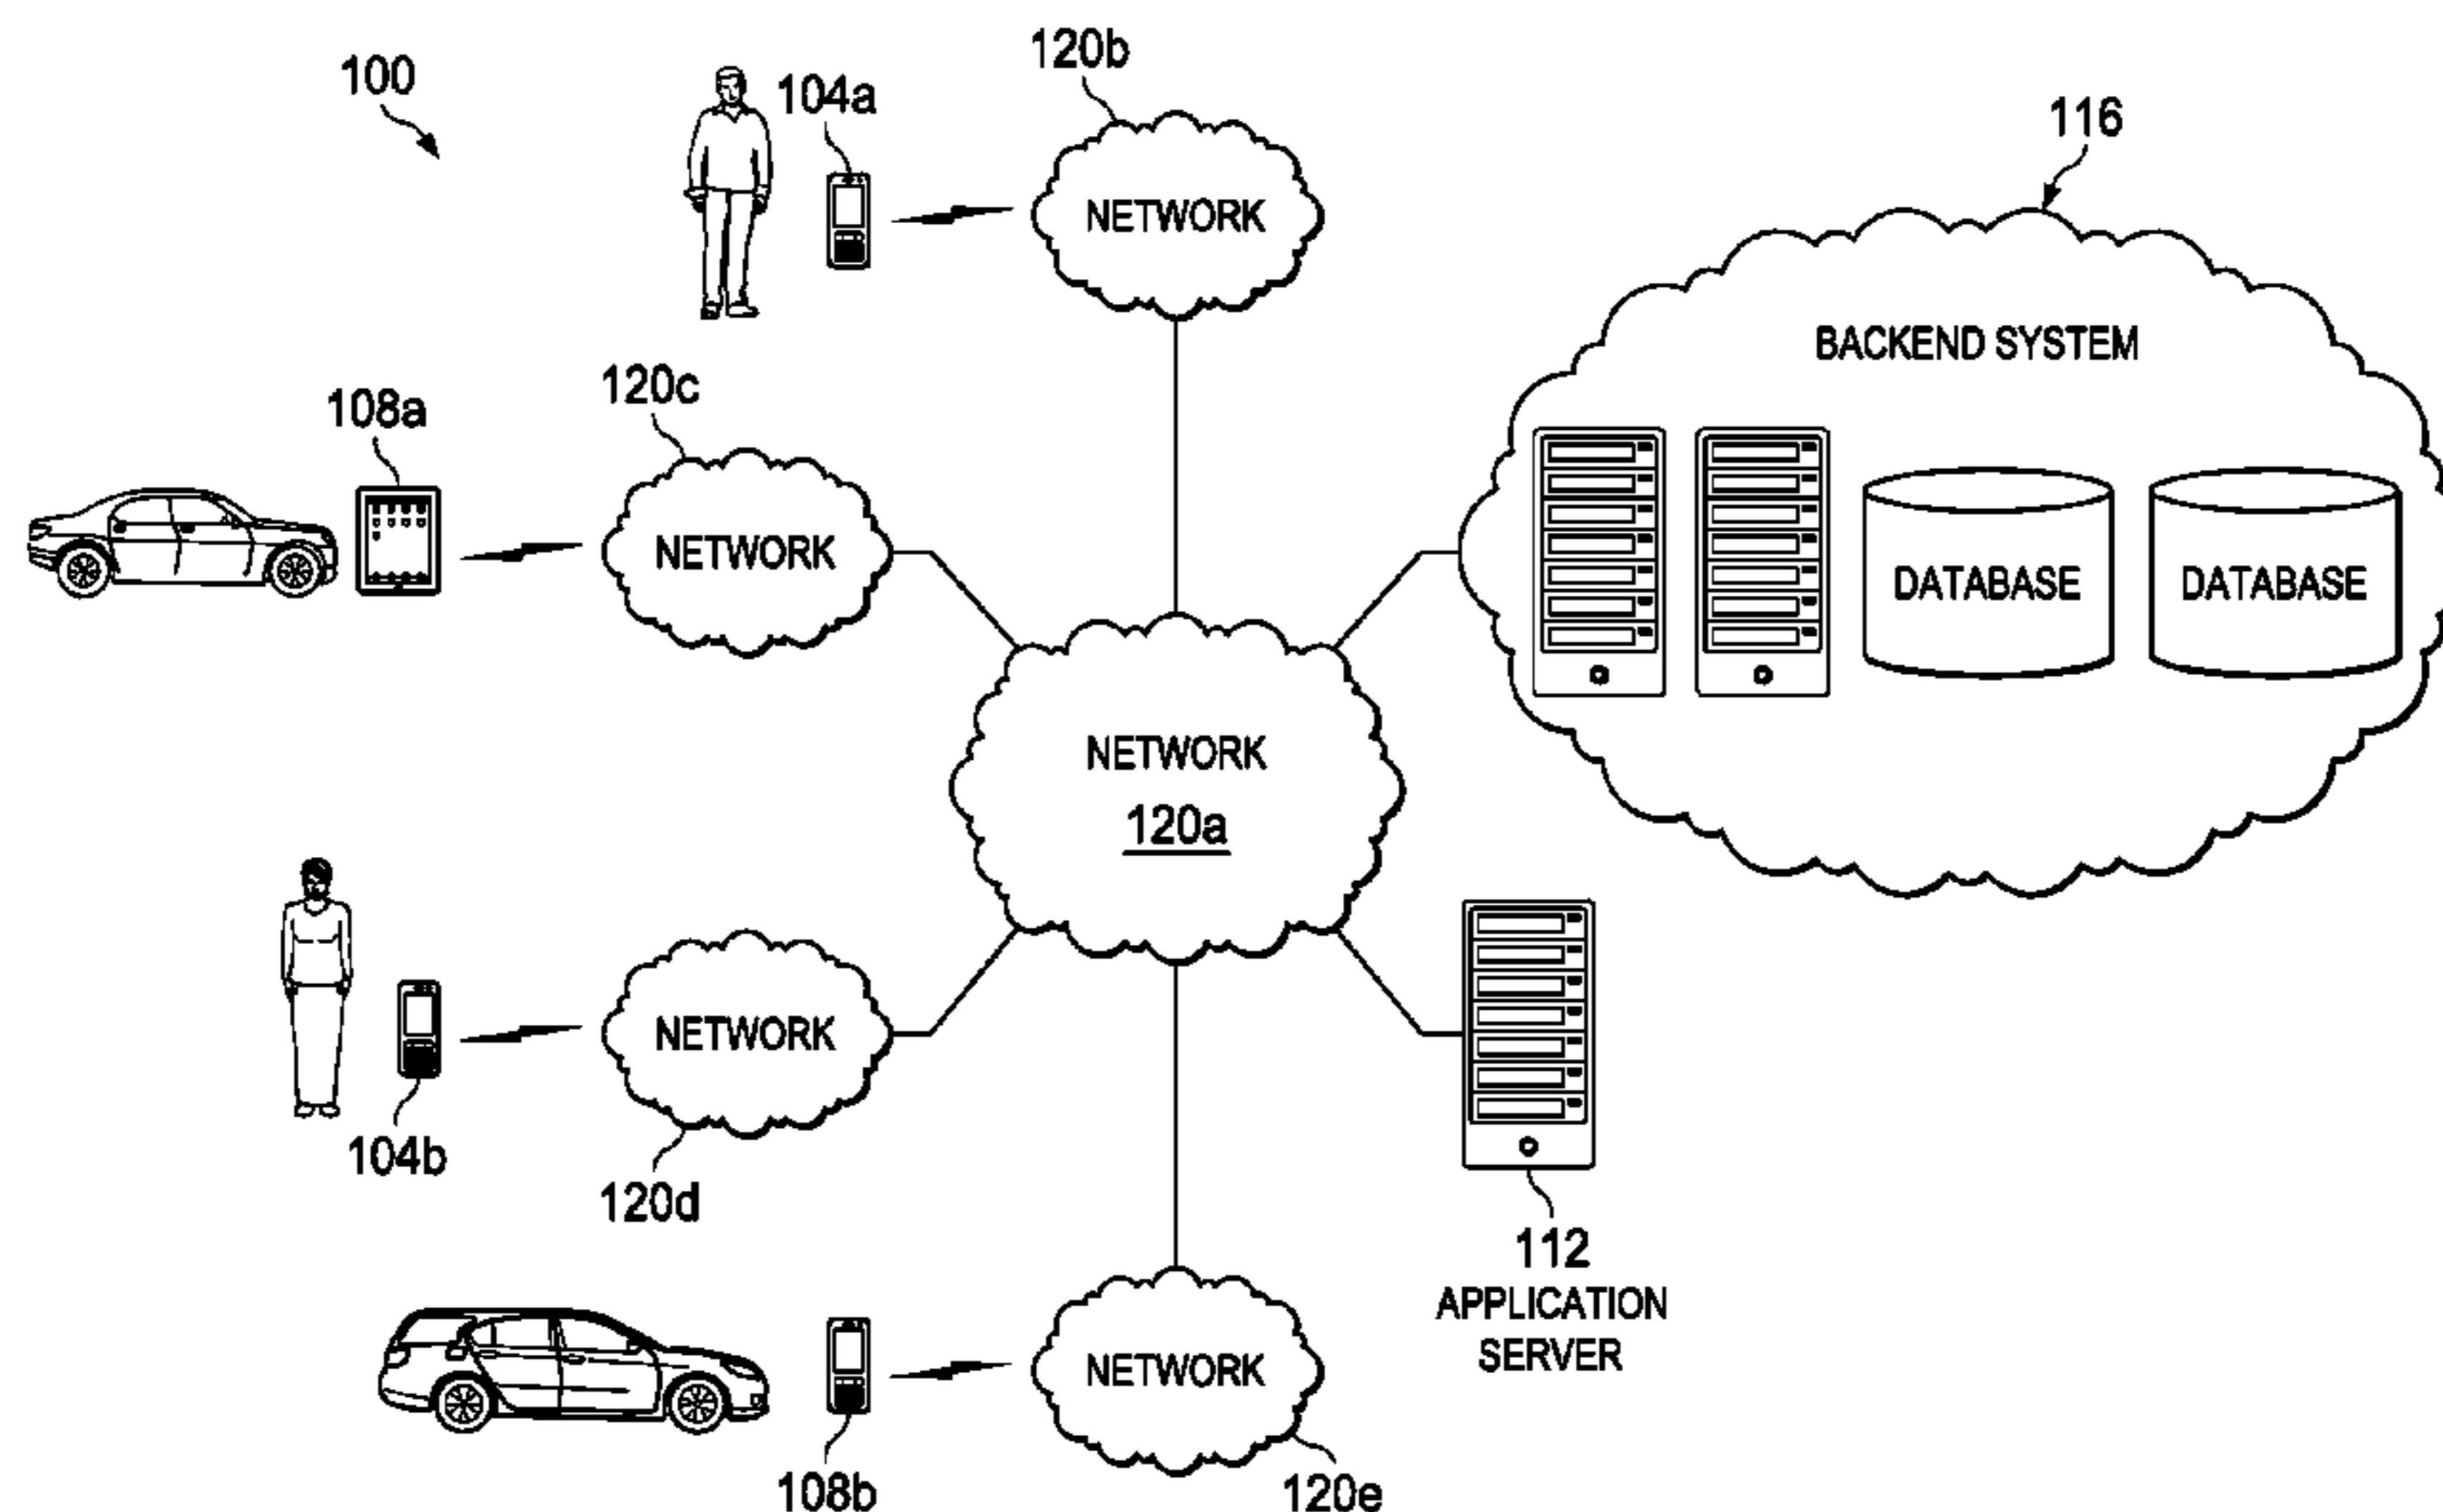 100
104a
120b
NETWORK
116
BACKEND SYSTEM
DATABASE
DATABASE
108a
120c
NETWORK
NETWORK
120a
104b
NETWORK
120d
112
APPLICATION
SERVER
108b
NETWORK
120e